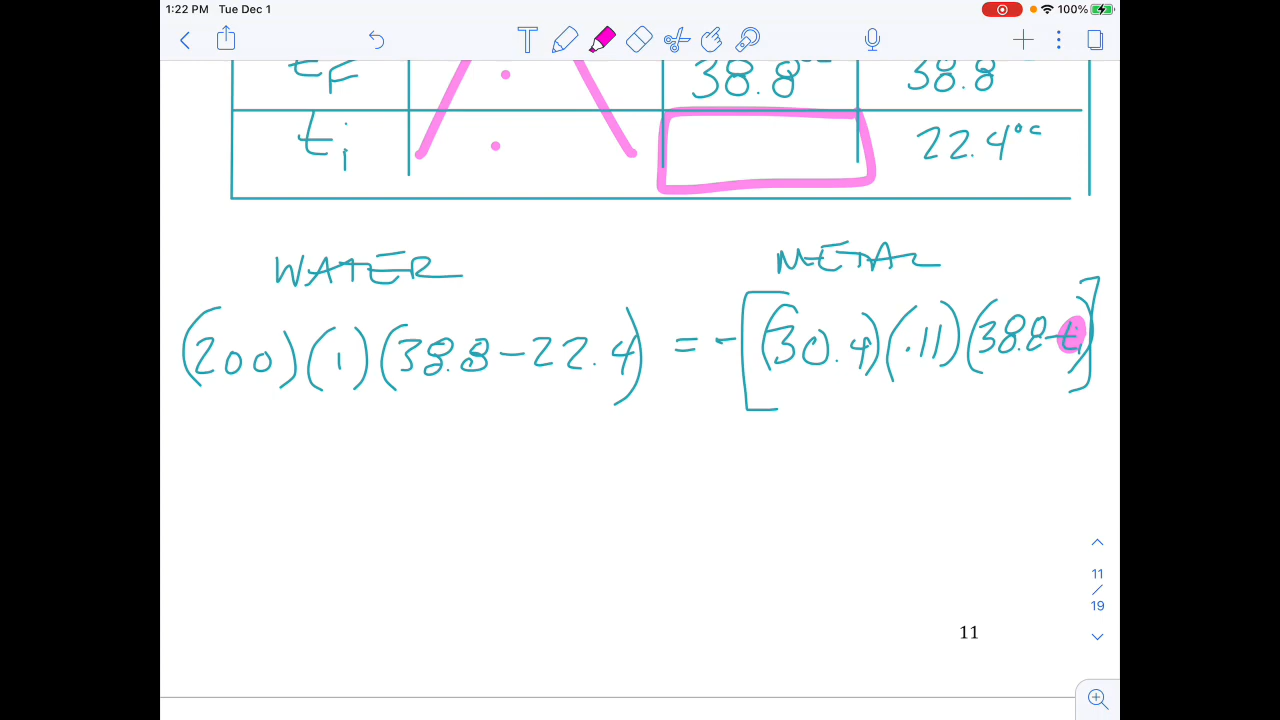 1:22 PM Tue Dec 1 100%
T
tF 38.8°c 38.8
ti 22.4°c
WATER METAL
(200)(1)(38.8-22.4) = -[(30.4)(.11)(38.8-ti)]
11
/
19
11